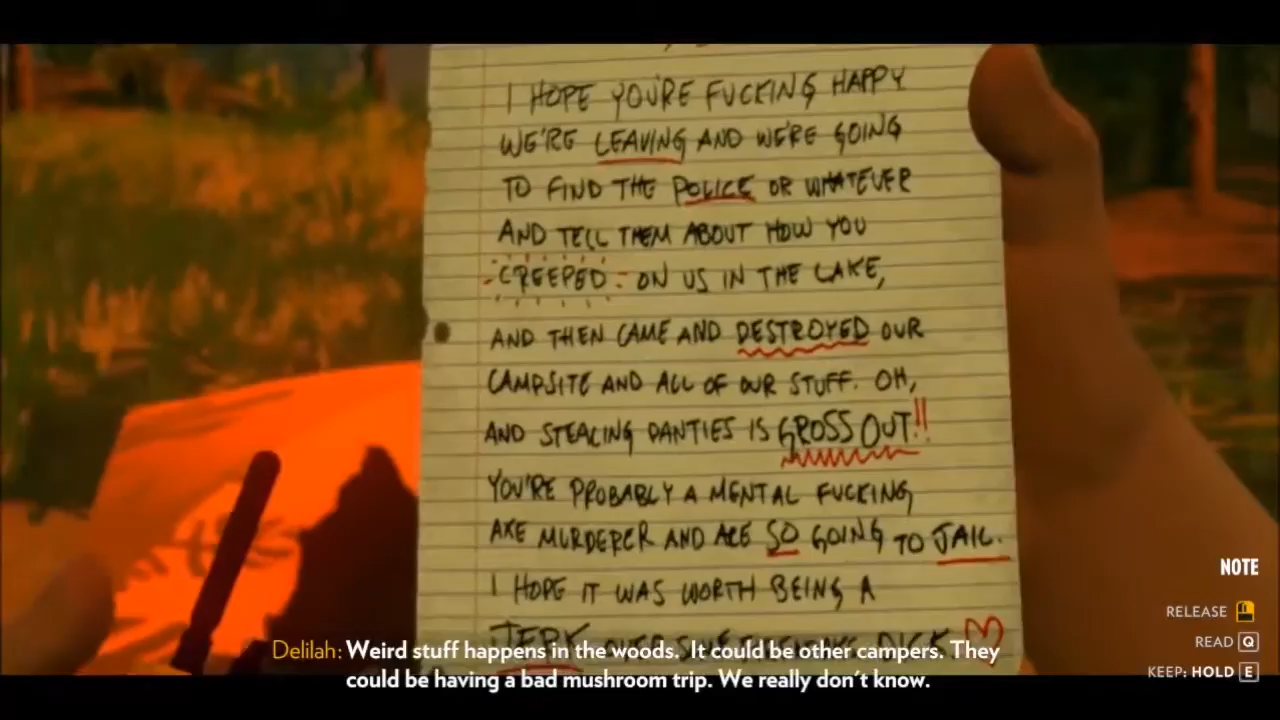 I HOPE YOU'RE FUCKING HAPPY
WE'RE LEAVING AND WE'RE GOING
TO FIND THE POLICE OR WHATEVER
AND TELL THEM ABOUT HOW YOU
CREEPED ON US IN THE LAKE,
AND THEN CAME AND DESTROYED OUR
CAMPSITE AND ALL OF OUR STUFF. OH,
AND STEALING PANTIES IS GROSS OUT!!
YOU'RE PROBABLY A MENTAL FUCKING
AXE MURDERER AND ARE SO GOING TO JAIL.
I HOPE IT WAS WORTH BEING A
JERK OVER SOME FIREWORKS, DICK
Delilah: Weird stuff happens in the woods. It could be other campers. They
could be having a bad mushroom trip. We really don't know.
NOTE
RELEASE
READ Q
KEEP: HOLD E